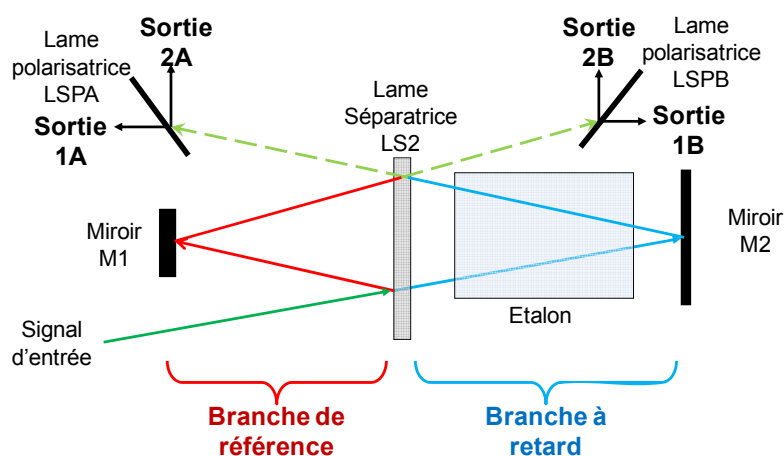 Lame
polarisatrice
LSPA
Sortie
2A
Sortie
1A
Lame
Séparatrice
LS2
Sortie
2B
Lame
polarisatrice
LSPB
Sortie
1B
Miroir
M1
Miroir
M2
Etalon
Signal
d'entrée
Branche de
référence
Branche à
retard